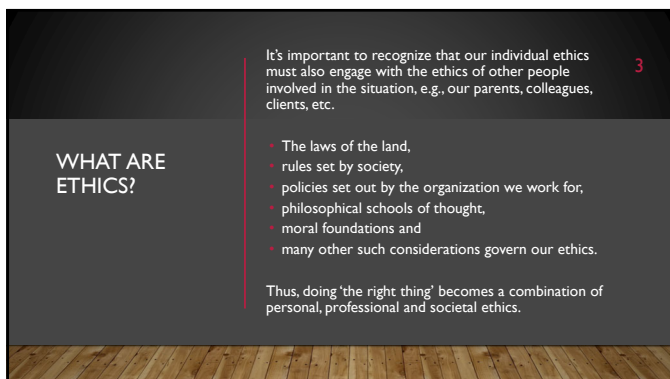 WHAT ARE
ETHICS?
It's important to recognize that our individual ethics
must also engage with the ethics of other people
involved in the situation, e.g., our parents, colleagues,
clients, etc.
• The laws of the land,
• rules set by society,
• policies set out by the organization we work for,
• philosophical schools of thought,
• moral foundations and
• many other such considerations govern our ethics.
Thus, doing 'the right thing' becomes a combination of
personal, professional and societal ethics.
3